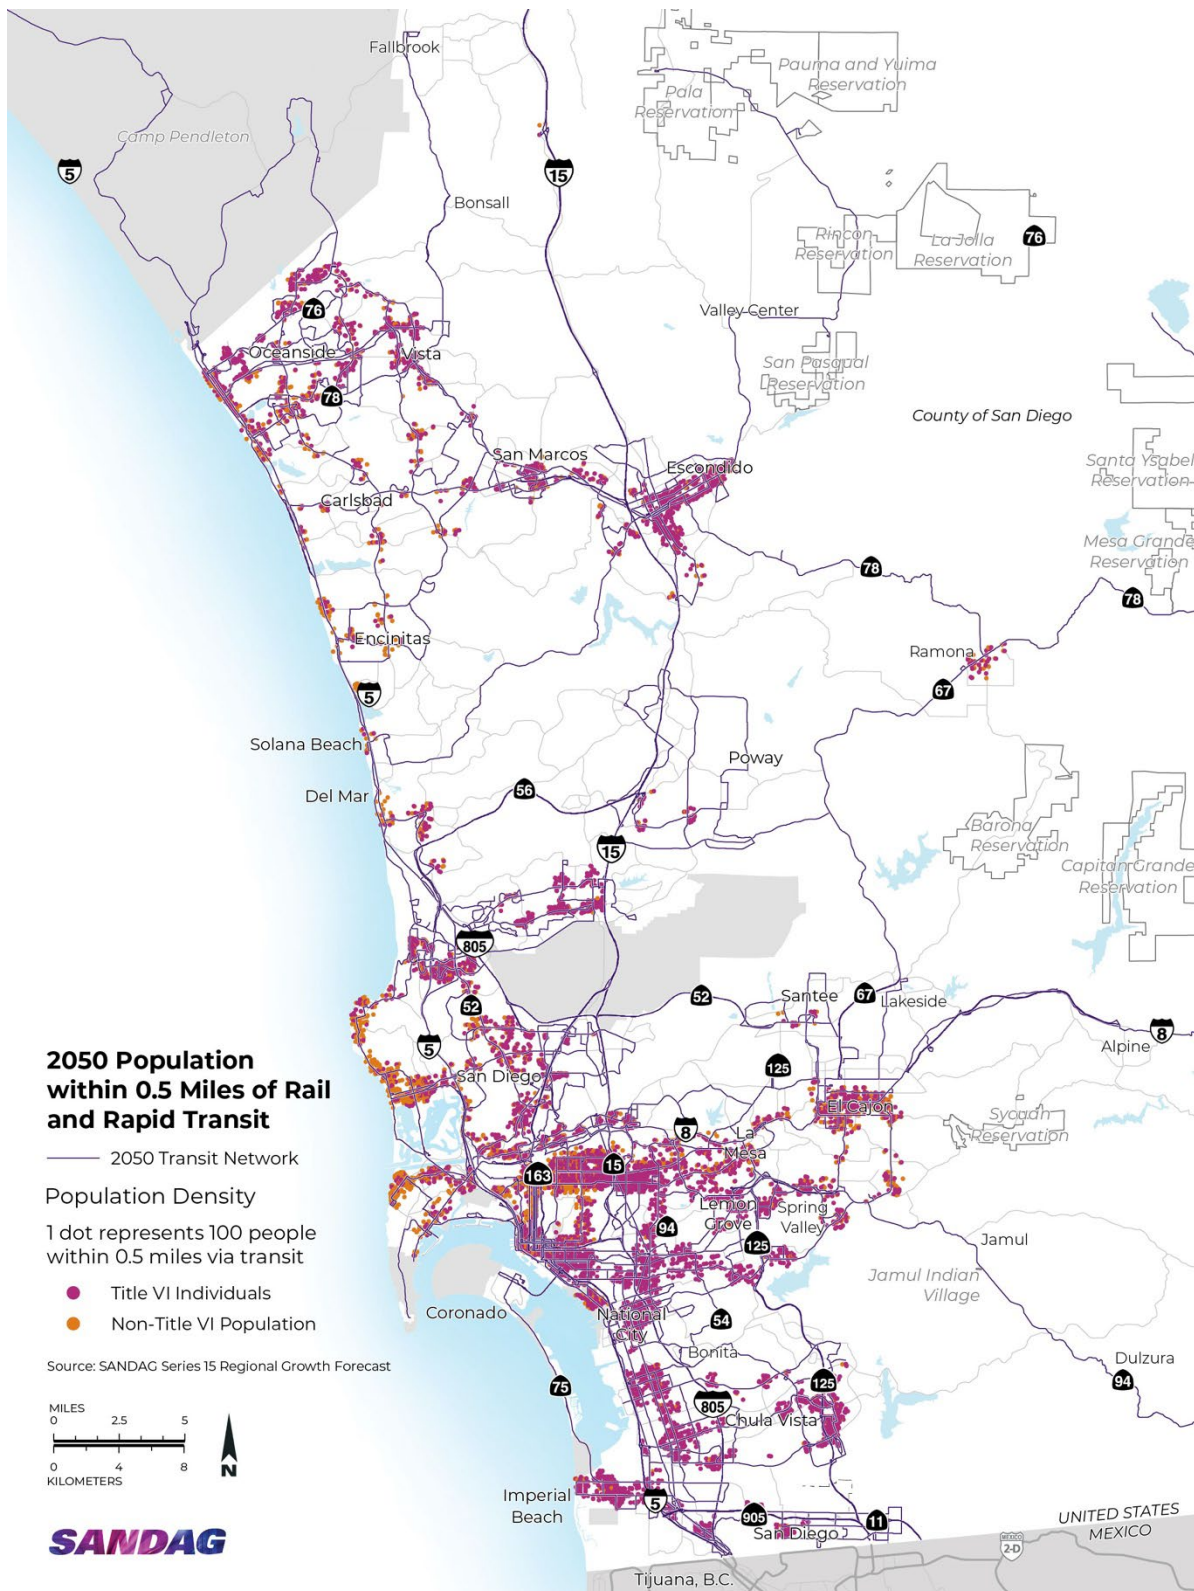 Fallbrook
Pauma and Yuima
Reservation
Pala
Reservation
Camp Pendleton
5
15
Bonsall
76
Rincon
Reservation
La Jolla
Reservation
76
Valley Center
Oceanside
Vista
San Pasqual
Reservation
78
County of San Diego
San Marcos
Escondido
Santa Ysabel
Reservation
Carlsbad
Mesa Grande
Reservation
78
78
Encinitas
Ramona
5
67
Solana Beach
Poway
Del Mar
56
Barona
Reservation
15
Capitan Grande
Reservation
805
52
52
Santee
67
Lakeside
5
8
Alpine
2050 Population
within 0.5 Miles of Rail
and Rapid Transit
2050 Transit Network
Population Density
1 dot represents 100 people
within 0.5 miles via transit
Title VI Individuals
Non-Title VI Population
Source: SANDAG Series 15 Regional Growth Forecast
San Diego
125
El Cajon
Sycuan
Reservation
8
La
Mesa
163
15
Lemon
Grove
Spring
Valley
94
125
Jamul
Jamul Indian
Village
Coronado
National
City
54
Bonita
Dulzura
75
125
94
805
Chula Vista
MILES
0 2.5 5
0 4 8
KILOMETERS
N
Imperial
Beach
5
905
San Diego
11
UNITED STATES
MEXICO
MÉXICO
2-D
SANDAG
Tijuana, B.C.